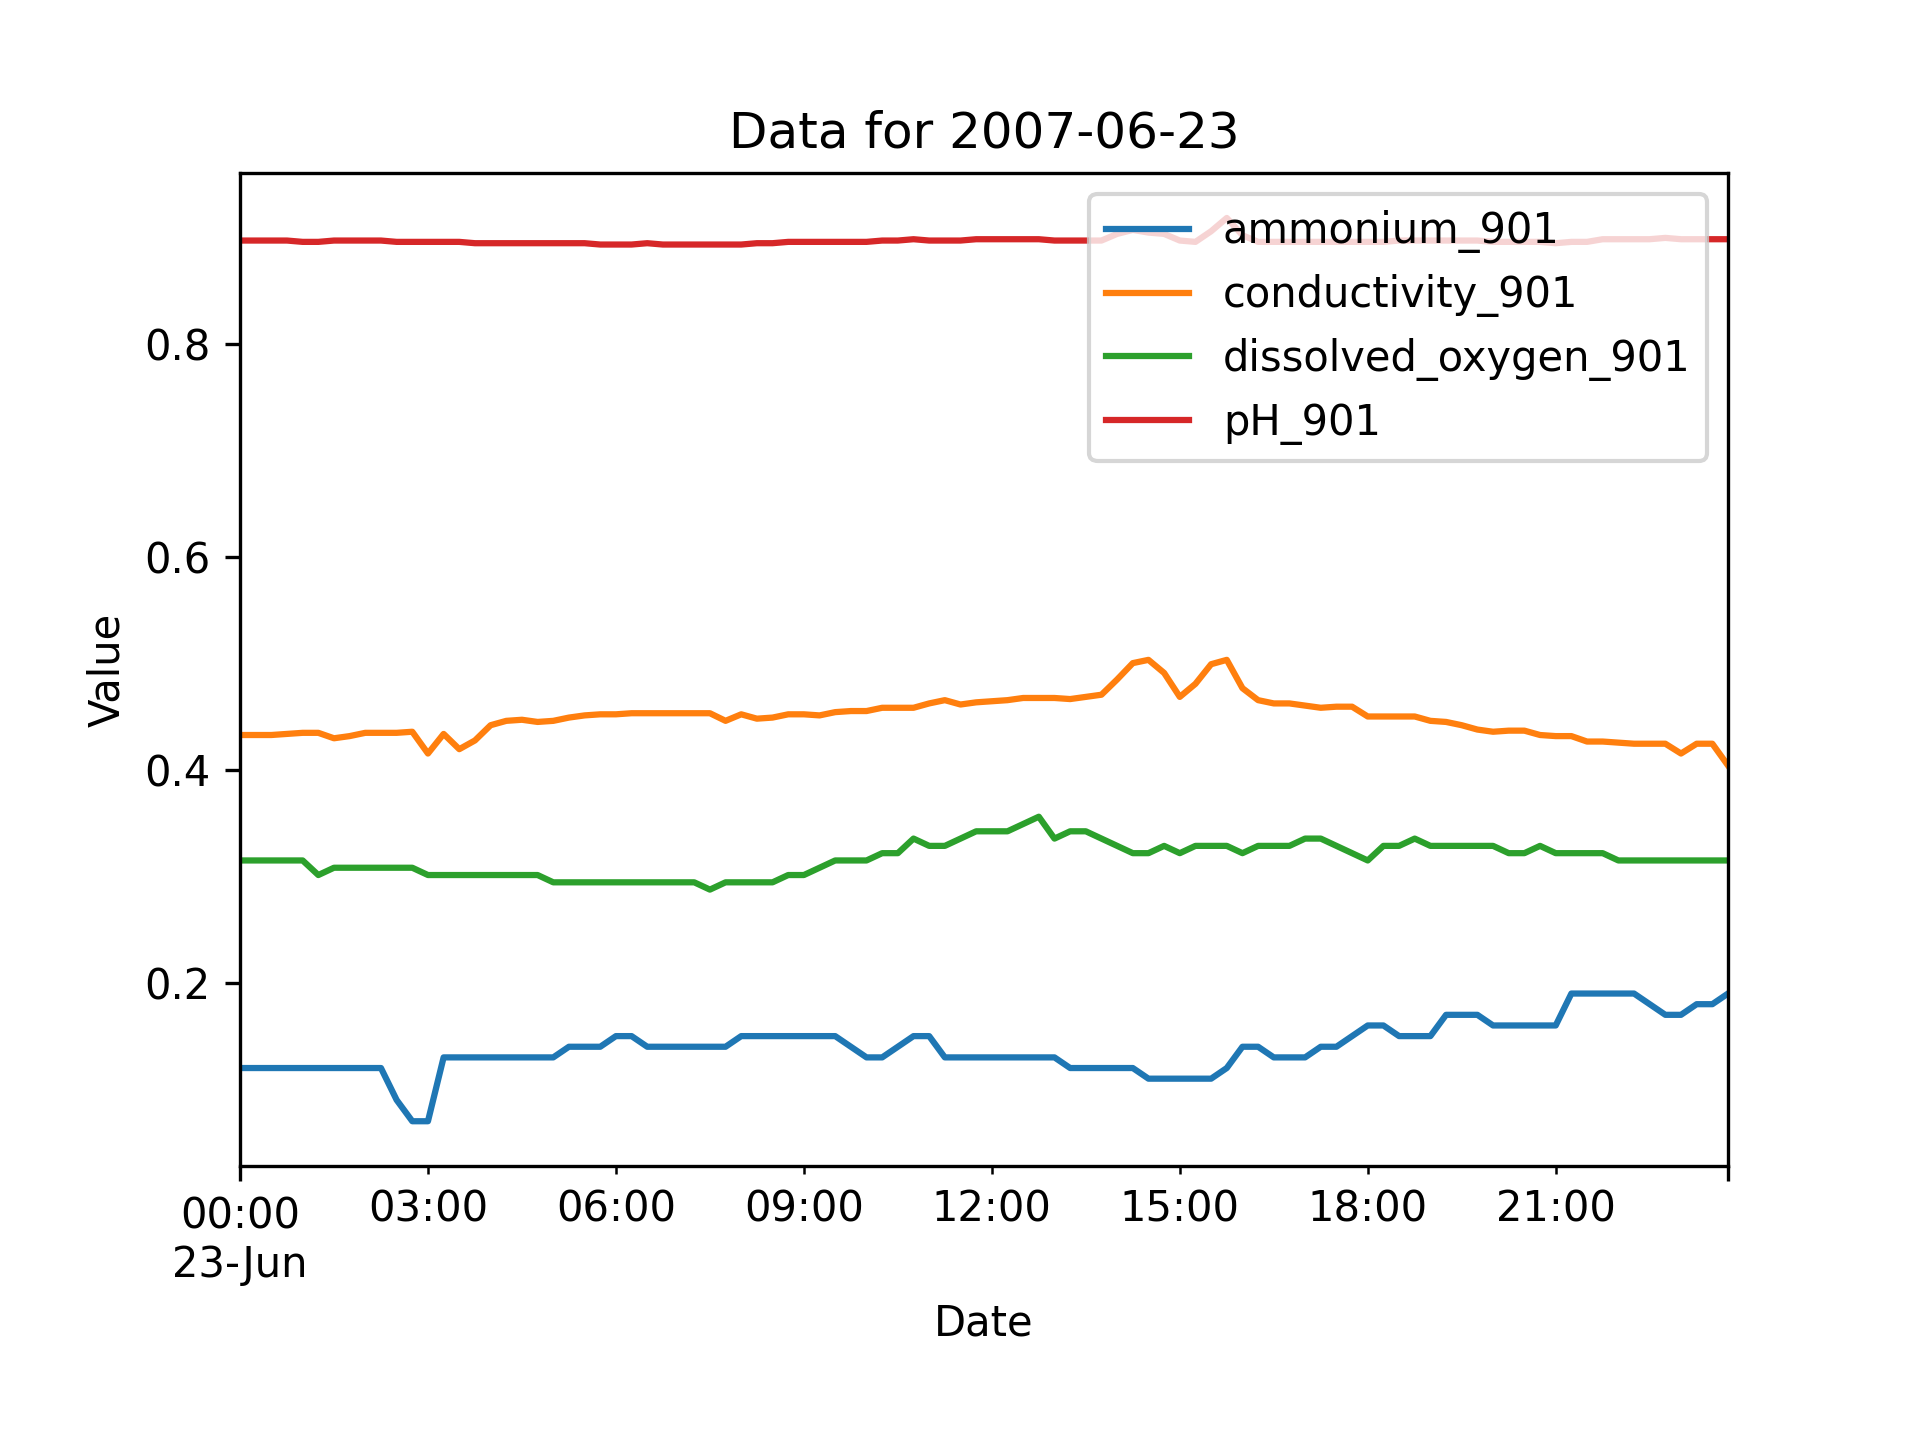 Data for 2007-06-23
ammonium_901
conductivity_901
dissolved_oxygen_901
pH_901
0.8
0.6
0.4
0.2
Value
00:00 03:00 06:00 09:00 12:00 15:00 18:00 21:00
23-Jun
Date